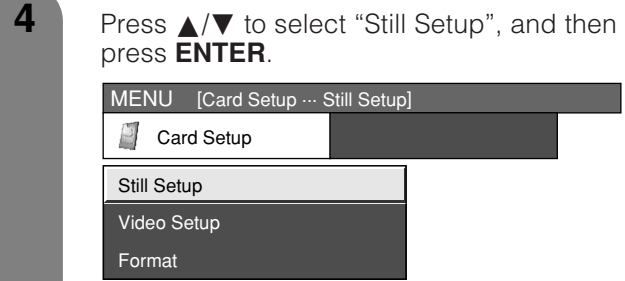 4
Press ▲/▼ to select “Still Setup”, and then
press ENTER.
MENU [Card Setup ··· Still Setup]
Card Setup
Still Setup
Video Setup
Format